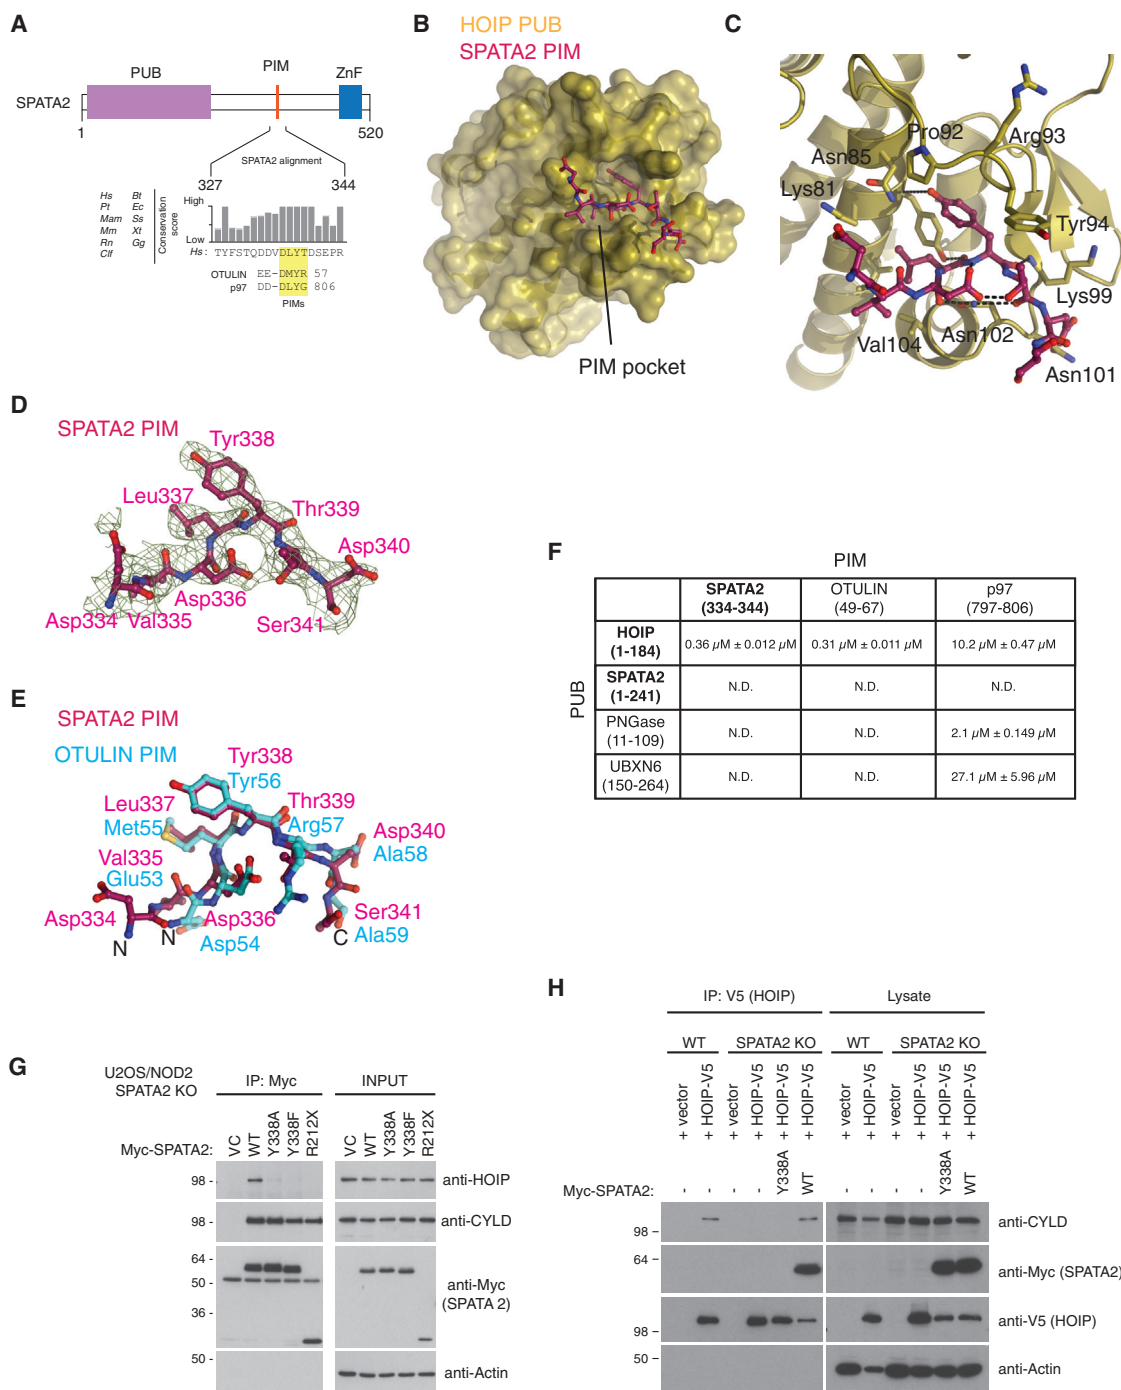 A
PUB
PIM
ZnF
SPATA2
1
520
SPATA2 alignment
327
344
Hs Bt
Pt Ec
Mam Ss
Mm Xt
Rn Gg
Clf
Conservation score
High
Low
Hs: TYFSTQDDVDLYTDSEPR
OTULIN EE-DMYR 57
p97 DD-DLYG 806
PIMs
B
HOIP PUB
SPATA2 PIM
PIM pocket
C
Pro92
Arg93
Asn85
Lys81
Tyr94
Lys99
Asn102
Val104
Asn101
D
SPATA2 PIM
Tyr338
Leu337
Thr339
Asp340
Asp336
Asp334 Val335
Ser341
E
SPATA2 PIM
OTULIN PIM
Tyr338
Tyr56
Leu337
Met55
Thr339
Arg57
Val335
Glu53
Asp340
Ala58
Asp334
Asp336
Asp54
Ser341
Ala59
N
N
C
F
PIM
PUB
SPATA2 (334-344)
OTULIN (49-67)
p97 (797-806)
HOIP (1-184) 0.36 µM ± 0.012 µM 0.31 µM ± 0.011 µM 10.2 µM ± 0.47 µM
SPATA2 (1-241) N.D. N.D. N.D.
PNGase (11-109) N.D. N.D. 2.1 µM ± 0.149 µM
UBXN6 (150-264) N.D. N.D. 27.1 µM ± 5.96 µM
G
U2OS/NOD2
SPATA2 KO
IP: Myc
INPUT
Myc-SPATA2:
VC WT Y338A Y338F R212X
VC WT Y338A Y338F R212X
98 -
anti-HOIP
98 -
anti-CYLD
64 -
50 -
36 -
anti-Myc
(SPATA 2)
50 -
anti-Actin
H
IP: V5 (HOIP)
Lysate
WT
SPATA2 KO
WT
SPATA2 KO
+ vector
+ HOIP-V5
+ vector
+ HOIP-V5
+ HOIP-V5
+ HOIP-V5
+ vector
+ HOIP-V5
+ vector
+ HOIP-V5
+ HOIP-V5
+ HOIP-V5
Myc-SPATA2: - - - - Y338A WT - - - - Y338A WT
98 –
anti-CYLD
64 –
anti-Myc (SPATA2)
98 –
anti-V5 (HOIP)
50 –
anti-Actin